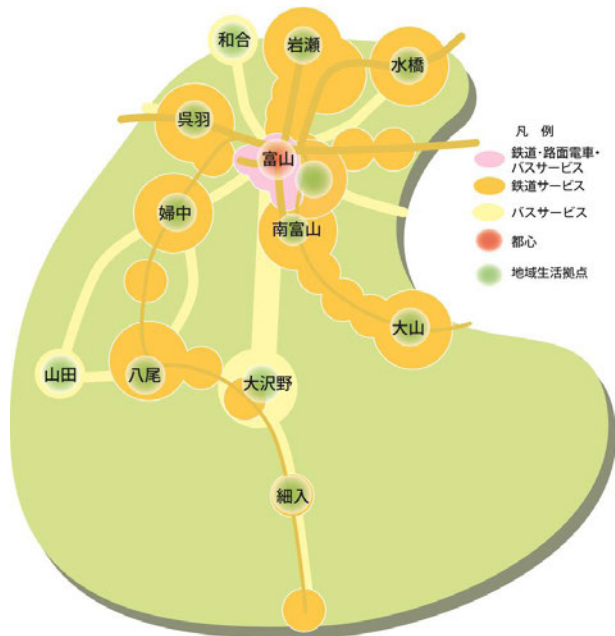 和合
岩瀬
水橋
呉羽
富山
婦中
南富山
大山
山田
八尾
大沢野
細入
凡 例
鉄道・路面電車・
バスサービス
鉄道サービス
バスサービス
都心
地域生活拠点